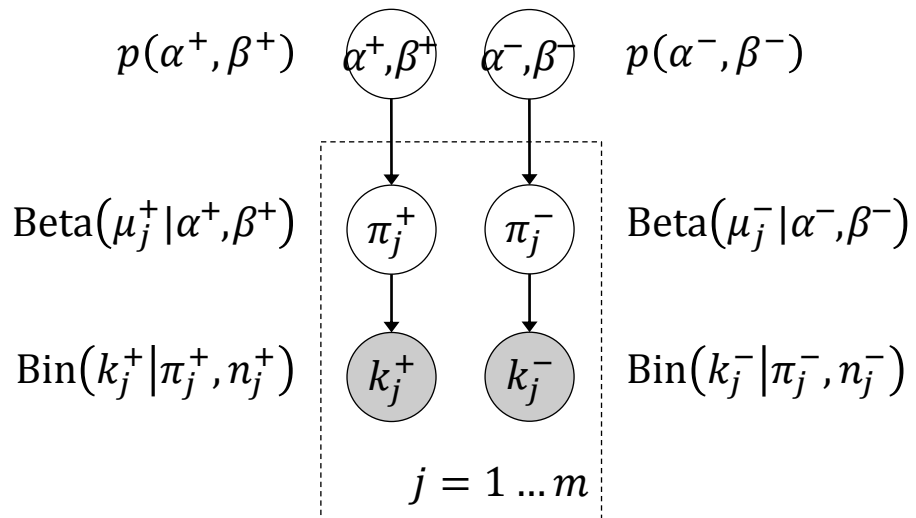 p(α⁺,β⁺) α⁺,β⁺ α⁻,β⁻ p(α⁻,β⁻)
Beta(μⱼ⁺|α⁺,β⁺) πⱼ⁺ πⱼ⁻ Beta(μⱼ⁻|α⁻,β⁻)
Bin(kⱼ⁺|πⱼ⁺,nⱼ⁺) kⱼ⁺ kⱼ⁻ Bin(kⱼ⁻|πⱼ⁻,nⱼ⁻)
j = 1 … m